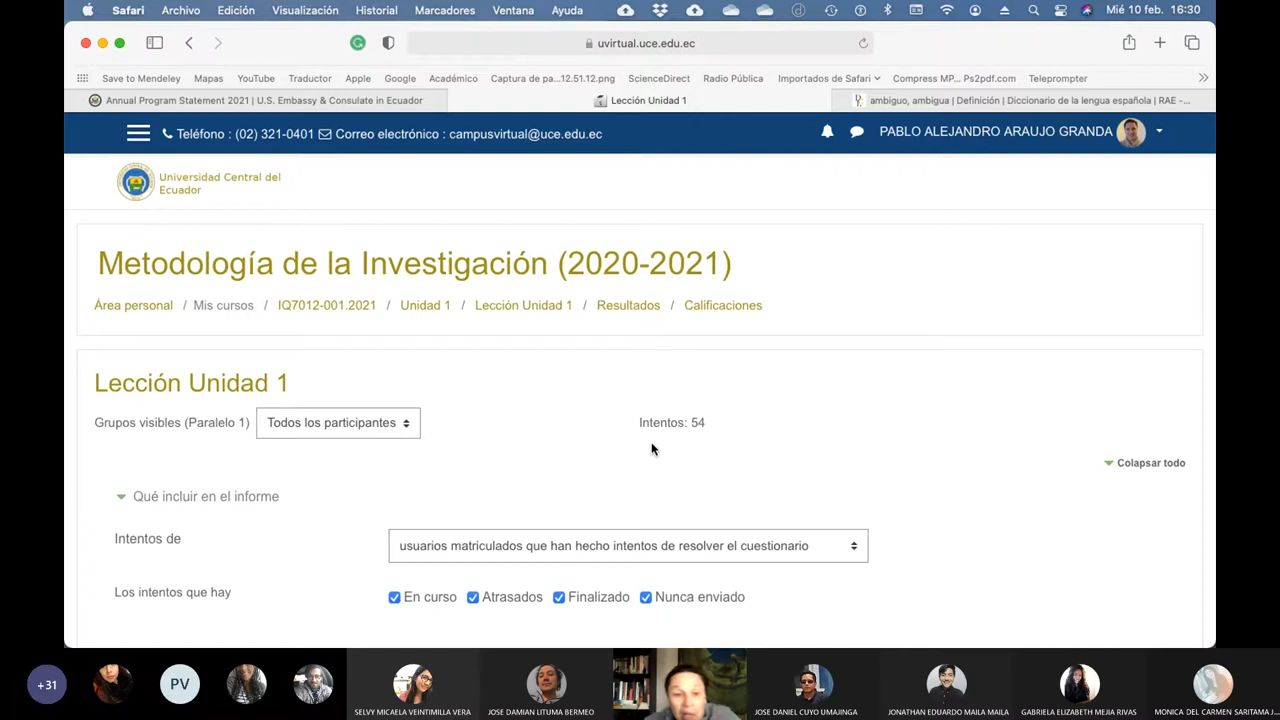 Safari Archivo Edición Visualización Historial Marcadores Ventana Ayuda Mié 10 feb. 16:30
uvirtual.uce.edu.ec
Save to Mendeley Mapas YouTube Traductor Apple Google Académico Captura de pa...12.51.12.png ScienceDirect Radio Pública Importados de Safari Compress MP... Ps2pdf.com Teleprompter
Annual Program Statement 2021 | U.S. Embassy & Consulate in Ecuador Lección Unidad 1 ambiguo, ambigua | Definición | Diccionario de la lengua española | RAE -...
Teléfono : (02) 321-0401 Correo electrónico : campusvirtual@uce.edu.ec PABLO ALEJANDRO ARAUJO GRANDA
Universidad Central del
Ecuador
Metodología de la Investigación (2020-2021)
Área personal / Mis cursos / IQ7012-001.2021 / Unidad 1 / Lección Unidad 1 / Resultados / Calificaciones
Lección Unidad 1
Grupos visibles (Paralelo 1) Todos los participantes Intentos: 54
Colapsar todo
Qué incluir en el informe
Intentos de usuarios matriculados que han hecho intentos de resolver el cuestionario
Los intentos que hay En curso Atrasados Finalizado Nunca enviado
+31 PV
SELVY MICAELA VEINTIMILLA VERA JOSE DAMIAN LITUMA BERMEO JOSE DANIEL CUYO UMAJINGA JONATHAN EDUARDO MAILA MAILA GABRIELA ELIZABETH MEJIA RIVAS MONICA DEL CARMEN SARITAMA J...